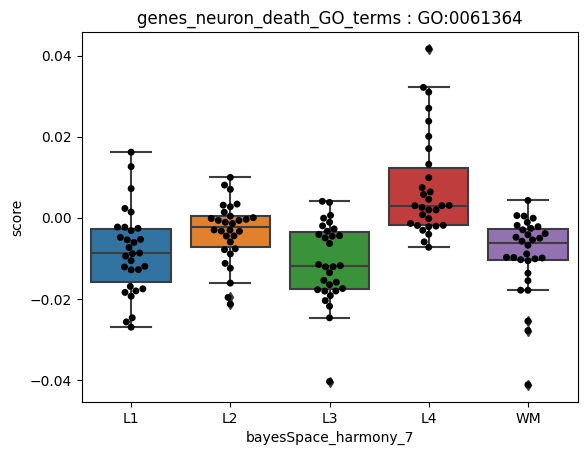 genes_neuron_death_GO_terms : GO:0061364
score
0.04
0.02
0.00
−0.02
−0.04
L1 L2 L3 L4 WM
bayesSpace_harmony_7